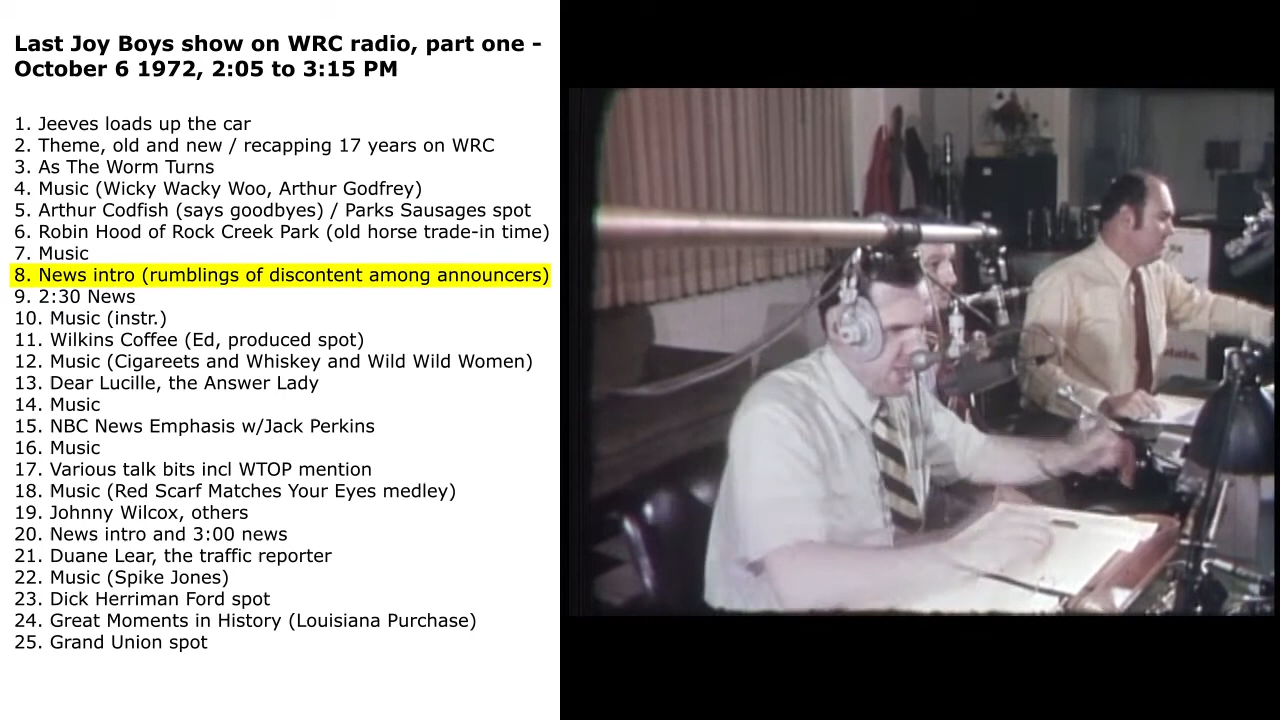 Last Joy Boys show on WRC radio, part one -
October 6 1972, 2:05 to 3:15 PM
1. Jeeves loads up the car
2. Theme, old and new / recapping 17 years on WRC
3. As The Worm Turns
4. Music (Wicky Wacky Woo, Arthur Godfrey)
5. Arthur Codfish (says goodbyes) / Parks Sausages spot
6. Robin Hood of Rock Creek Park (old horse trade-in time)
7. Music
8. News intro (rumblings of discontent among announcers)
9. 2:30 News
10. Music (instr.)
11. Wilkins Coffee (Ed, produced spot)
12. Music (Cigareets and Whiskey and Wild Wild Women)
13. Dear Lucille, the Answer Lady
14. Music
15. NBC News Emphasis w/Jack Perkins
16. Music
17. Various talk bits incl WTOP mention
18. Music (Red Scarf Matches Your Eyes medley)
19. Johnny Wilcox, others
20. News intro and 3:00 news
21. Duane Lear, the traffic reporter
22. Music (Spike Jones)
23. Dick Herriman Ford spot
24. Great Moments in History (Louisiana Purchase)
25. Grand Union spot